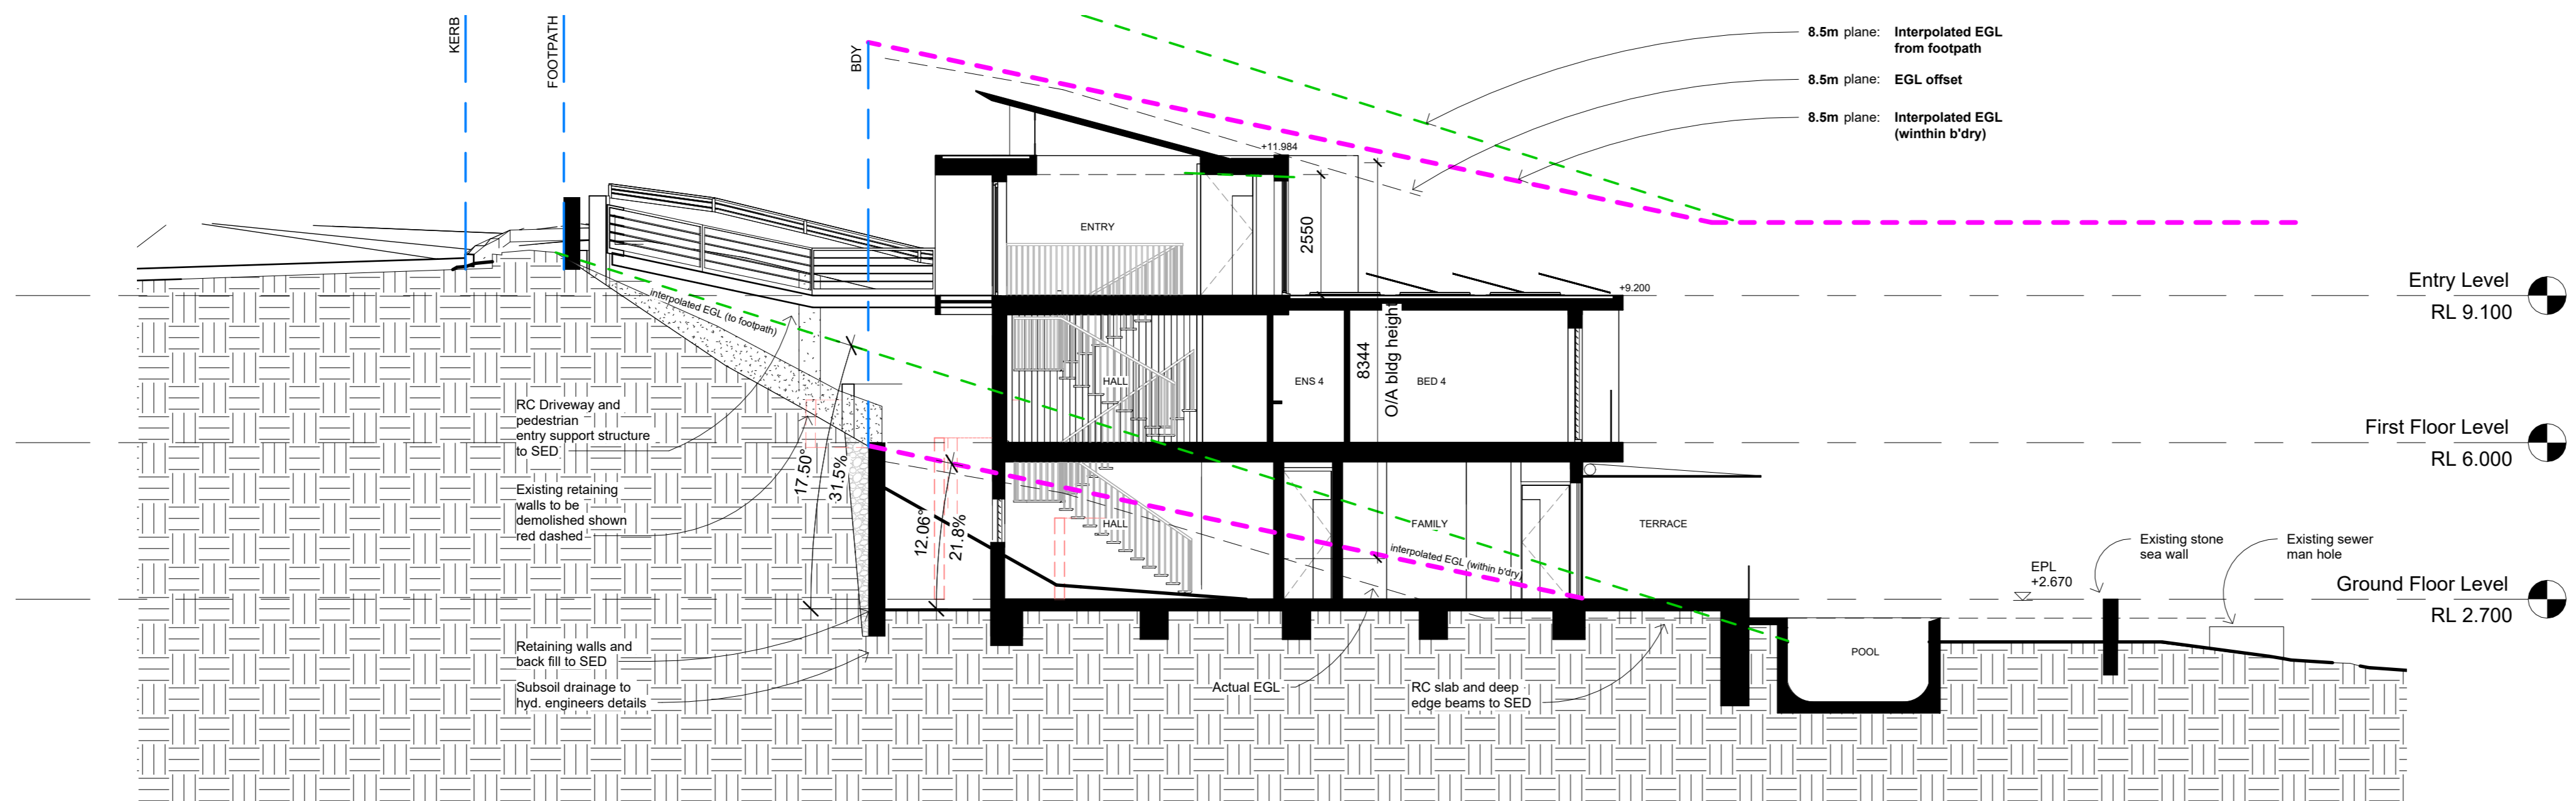 KERB
FOOTPATH
BDY
8.5m plane: Interpolated EGL
from footpath
8.5m plane: EGL offset
8.5m plane: Interpolated EGL
(winthin b'dry)
+11.984
ENTRY
2550
+9.200
Entry Level
RL 9.100
interpolated EGL (to footpath)
8344
O/A bldg height
HALL
ENS 4
BED 4
RC Driveway and
pedestrian
entry support structure
to SED
First Floor Level
RL 6.000
17.50°
31.5%
Existing retaining
walls to be
demolished shown
red dashed
12.06°
21.8%
HALL
FAMILY
TERRACE
interpolated EGL (within b'dry)
Existing stone
sea wall
Existing sewer
man hole
EPL
+2.670
Ground Floor Level
RL 2.700
Retaining walls and
back fill to SED
POOL
Subsoil drainage to
hyd. engineers details
Actual EGL
RC slab and deep
edge beams to SED